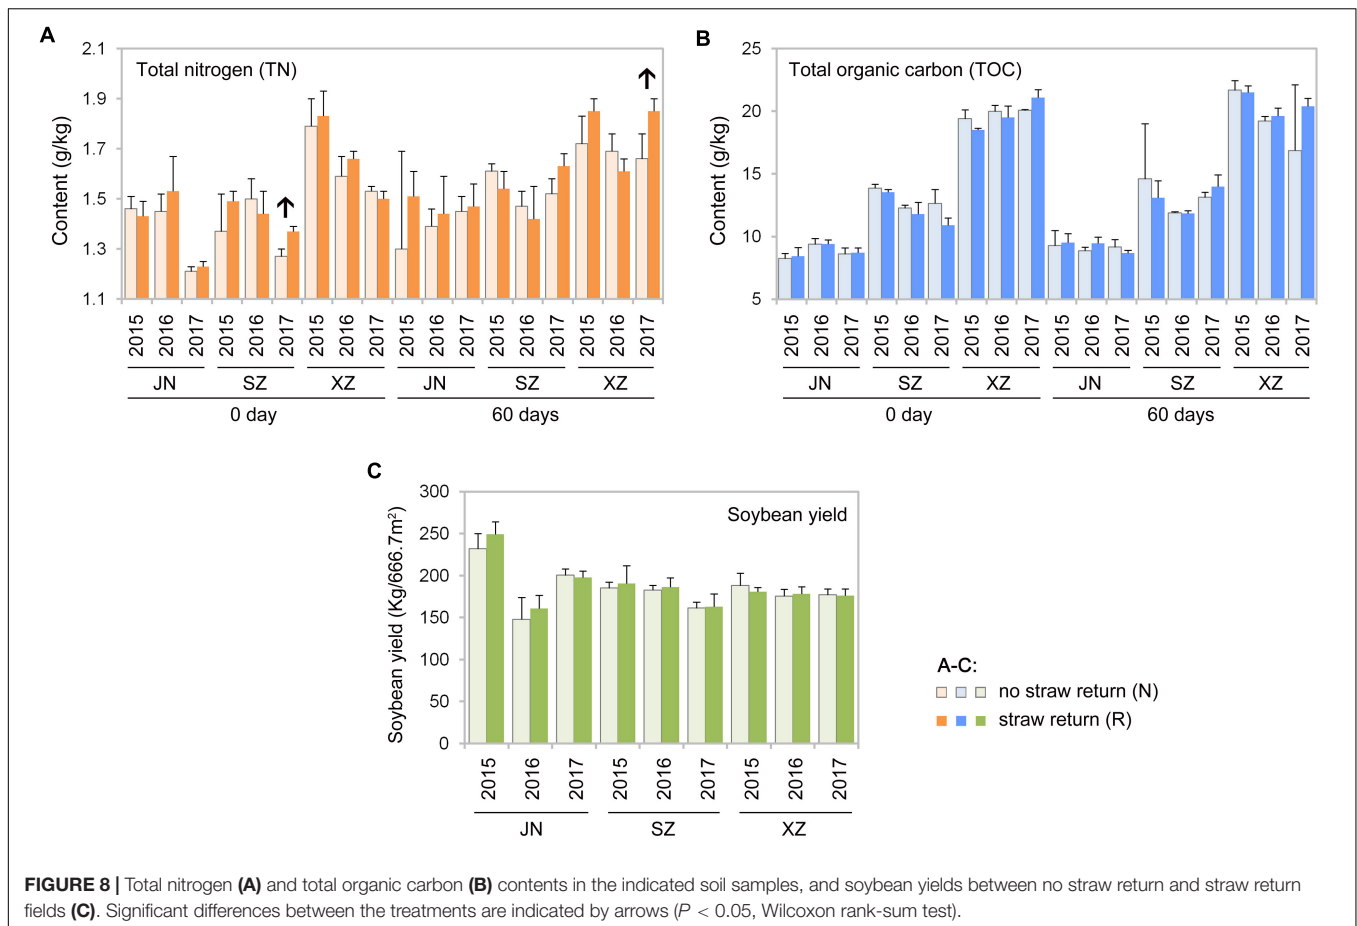 A
Total nitrogen (TN)
Content (g/kg)
2.1
1.9
1.7
1.5
1.3
1.1
2015 2016 2017 2015 2016 2017 2015 2016 2017 2015 2016 2017 2015 2016 2017 2015 2016 2017
JN SZ XZ JN SZ XZ
0 day 60 days
B
Total organic carbon (TOC)
Content (g/kg)
25
20
15
10
5
2015 2016 2017 2015 2016 2017 2015 2016 2017 2015 2016 2017 2015 2016 2017 2015 2016 2017
JN SZ XZ JN SZ XZ
0 day 60 days
C
Soybean yield
Soybean yield (Kg/666.7m²)
300
250
200
150
100
50
0
2015 2016 2017 2015 2016 2017 2015 2016 2017
JN SZ XZ
A-C:
no straw return (N)
straw return (R)
FIGURE 8 | Total nitrogen (A) and total organic carbon (B) contents in the indicated soil samples, and soybean yields between no straw return and straw return
fields (C). Significant differences between the treatments are indicated by arrows (P < 0.05, Wilcoxon rank-sum test).